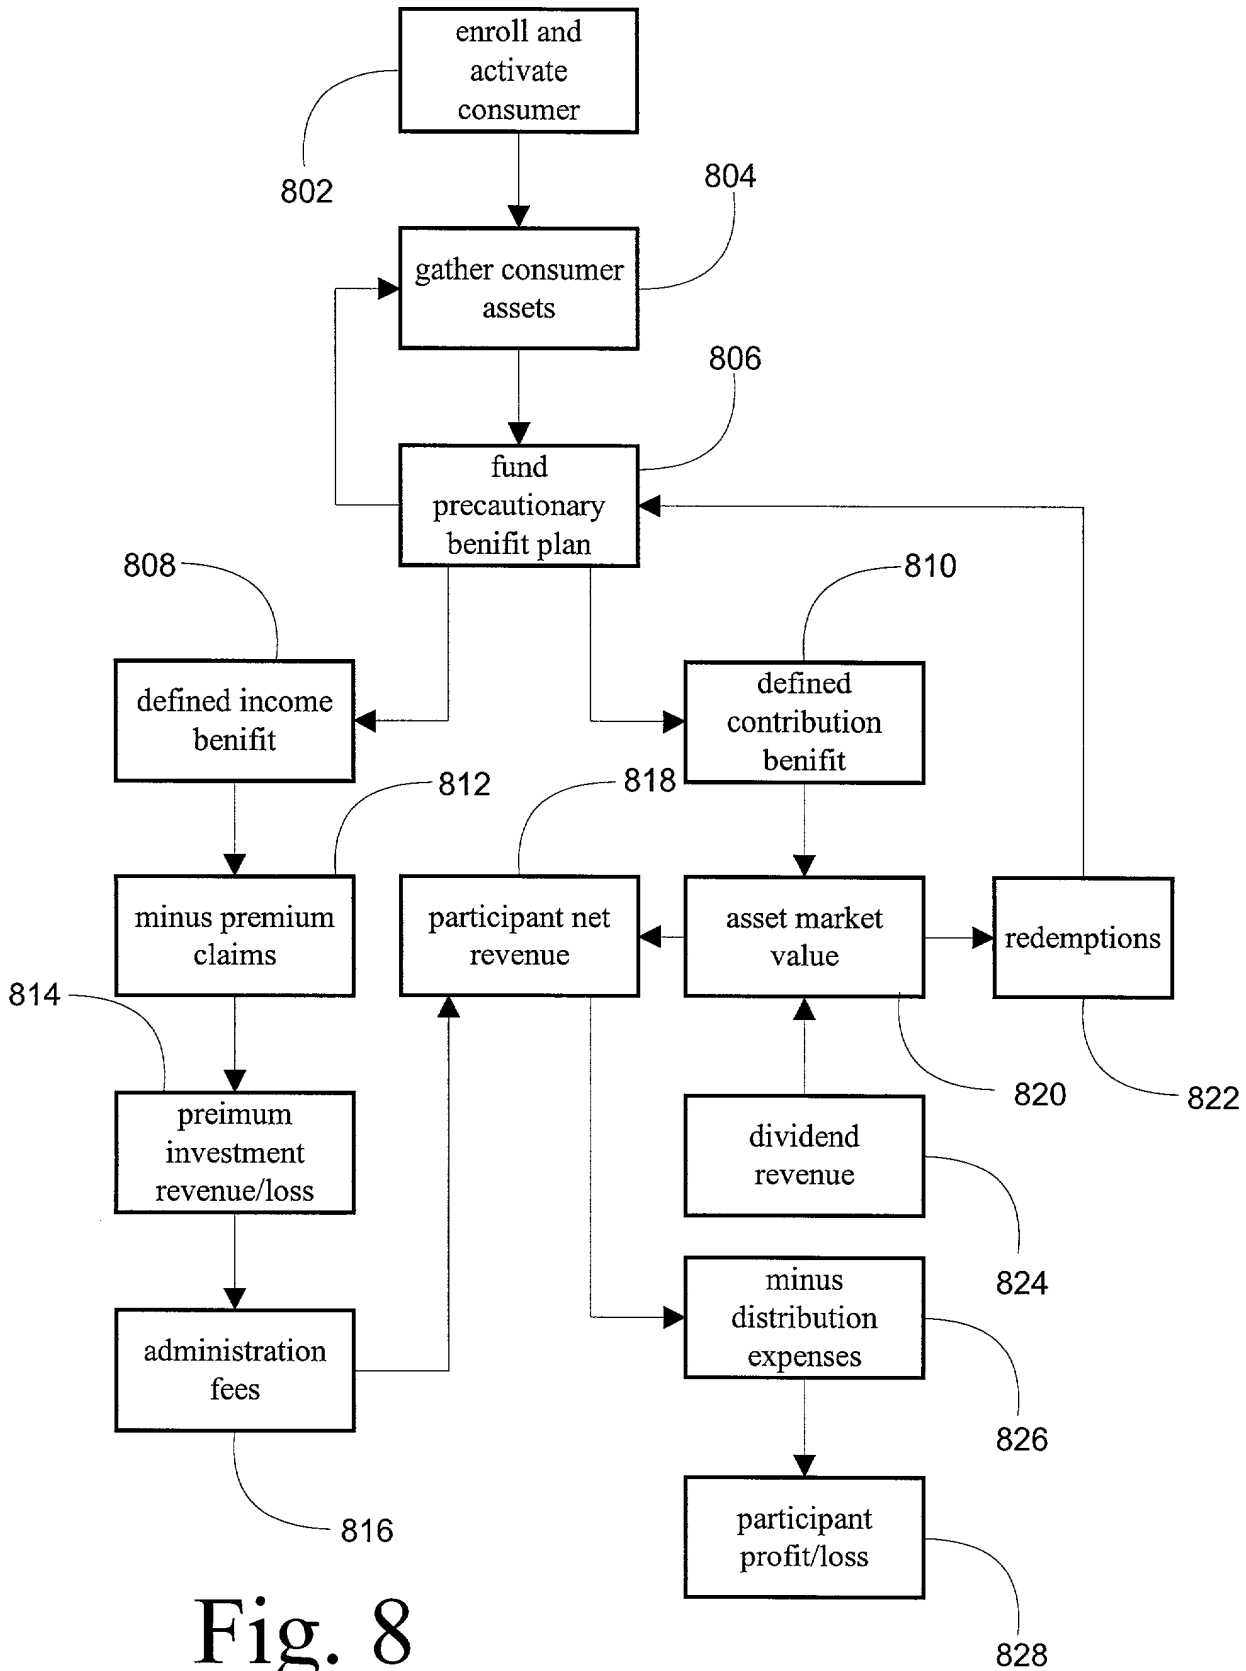 enroll and
activate
consumer
802
804
gather consumer
assets
806
fund
precautionary
benifit plan
808
810
defined income
benifit
defined
contribution
benifit
812
818
minus premium
claims
participant net
revenue
asset market
value
redemptions
814
820
822
preimum
investment
revenue/loss
dividend
revenue
824
administration
fees
minus
distribution
expenses
826
816
participant
profit/loss
828
Fig. 8